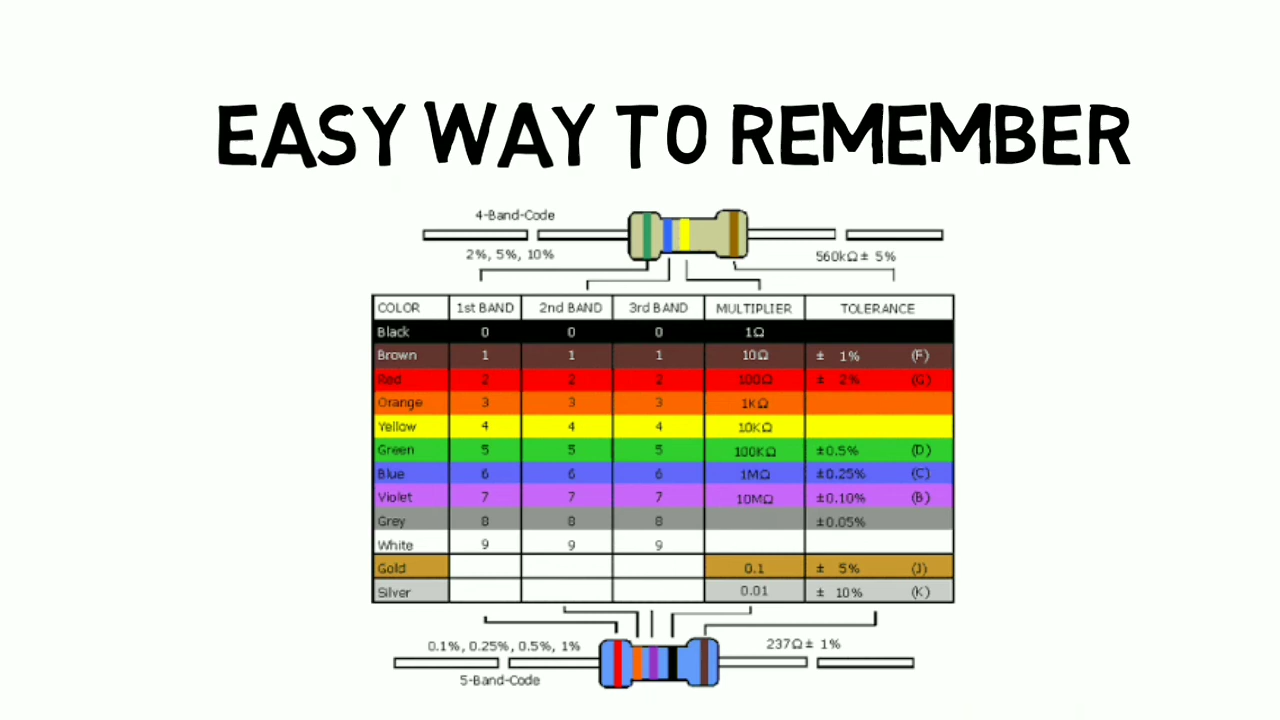 EASY WAY TO REMEMBER
4-Band-Code
2%, 5%, 10%
560kΩ ± 5%
COLOR 1st BAND 2nd BAND 3rd BAND MULTIPLIER TOLERANCE
Black 0 0 0 1Ω
Brown 1 1 1 10Ω ± 1% (F)
Red 2 2 2 100Ω ± 2% (G)
Orange 3 3 3 1KΩ
Yellow 4 4 4 10KΩ
Green 5 5 5 100KΩ ±0.5% (D)
Blue 6 6 6 1MΩ ±0.25% (C)
Violet 7 7 7 10MΩ ±0.10% (B)
Grey 8 8 8 ±0.05%
White 9 9 9
Gold 0.1 ± 5% (J)
Silver 0.01 ± 10% (K)
0.1%, 0.25%, 0.5%, 1%
237Ω ± 1%
5-Band-Code